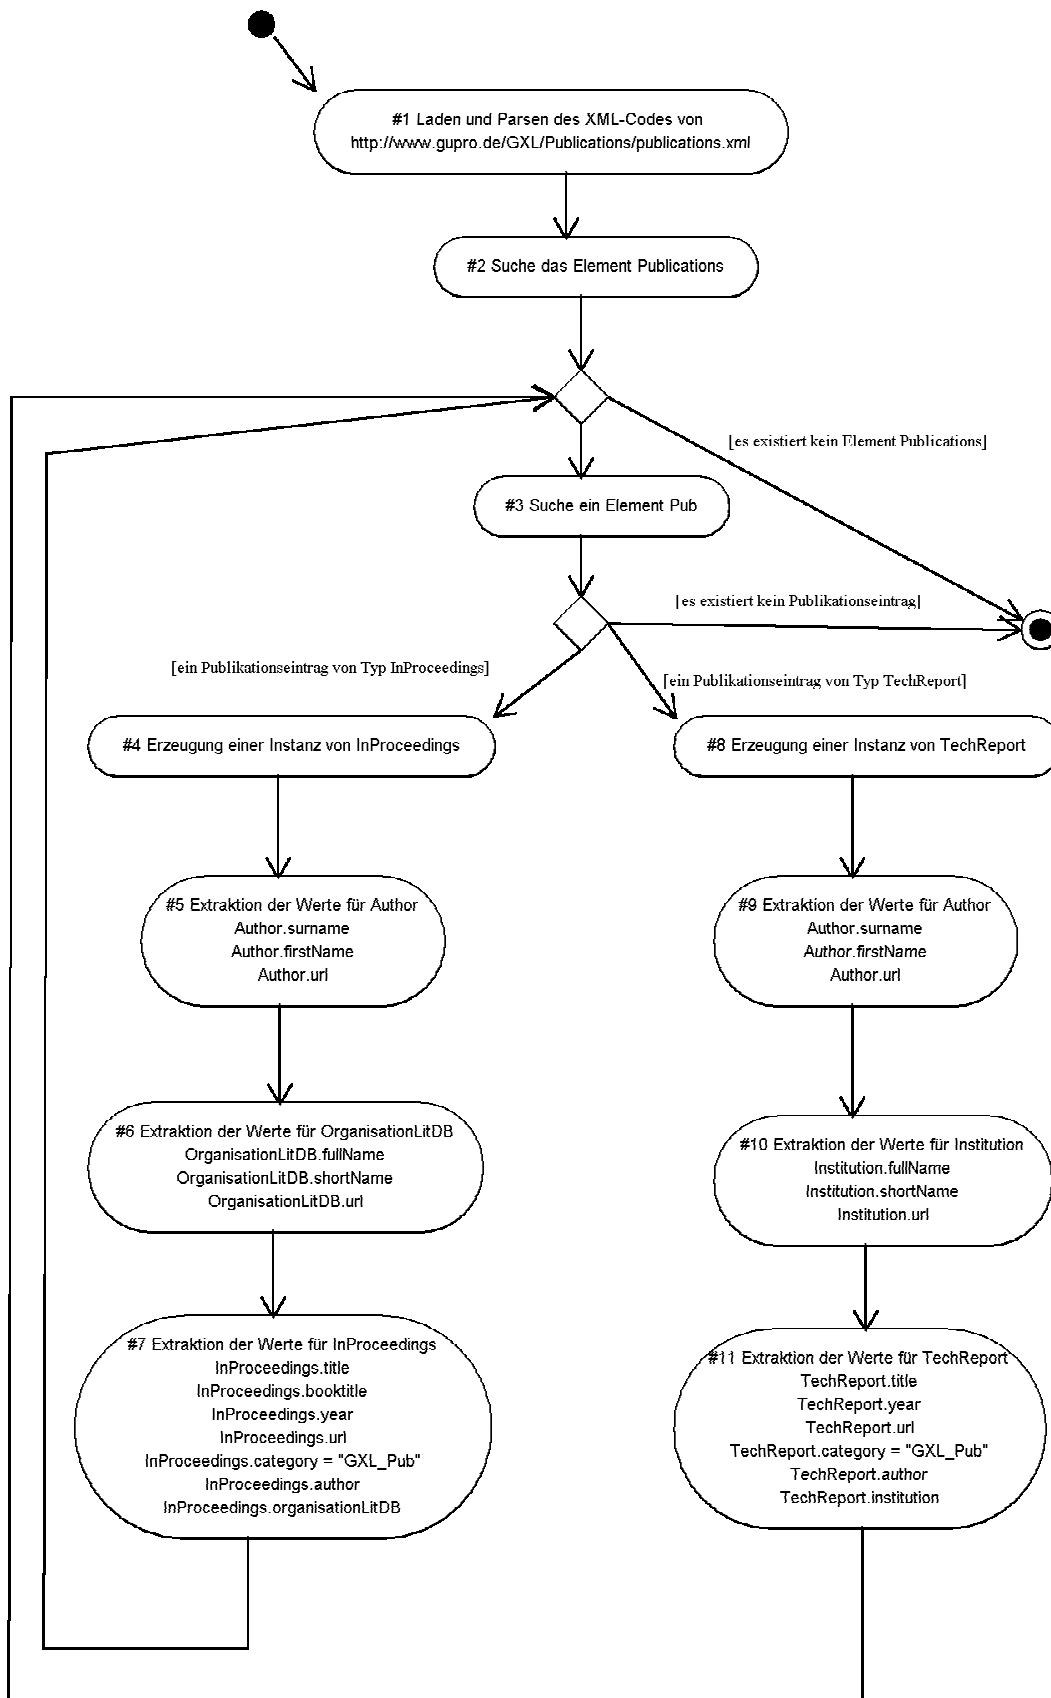 #1 Laden und Parsen des XML-Codes von
http://www.gupro.de/GXL/Publications/publications.xml
#2 Suche das Element Publications
[es existiert kein Element Publications]
#3 Suche ein Element Pub
[es existiert kein Publikationseintrag]
[ein Publikationseintrag von Typ InProceedings]
[ein Publikationseintrag von Typ TechReport]
#4 Erzeugung einer Instanz von InProceedings
#8 Erzeugung einer Instanz von TechReport
#5 Extraktion der Werte für Author
Author.surname
Author.firstName
Author.url
#9 Extraktion der Werte für Author
Author.surname
Author.firstName
Author.url
#6 Extraktion der Werte für OrganisationLitDB
OrganisationLitDB.fullName
OrganisationLitDB.shortName
OrganisationLitDB.url
#10 Extraktion der Werte für Institution
Institution.fullName
Institution.shortName
Institution.url
#7 Extraktion der Werte für InProceedings
InProceedings.title
InProceedings.booktitle
InProceedings.year
InProceedings.url
InProceedings.category = "GXL_Pub"
InProceedings.author
InProceedings.organisationLitDB
#11 Extraktion der Werte für TechReport
TechReport.title
TechReport.year
TechReport.url
TechReport.category = "GXL_Pub"
TechReport.author
TechReport.institution